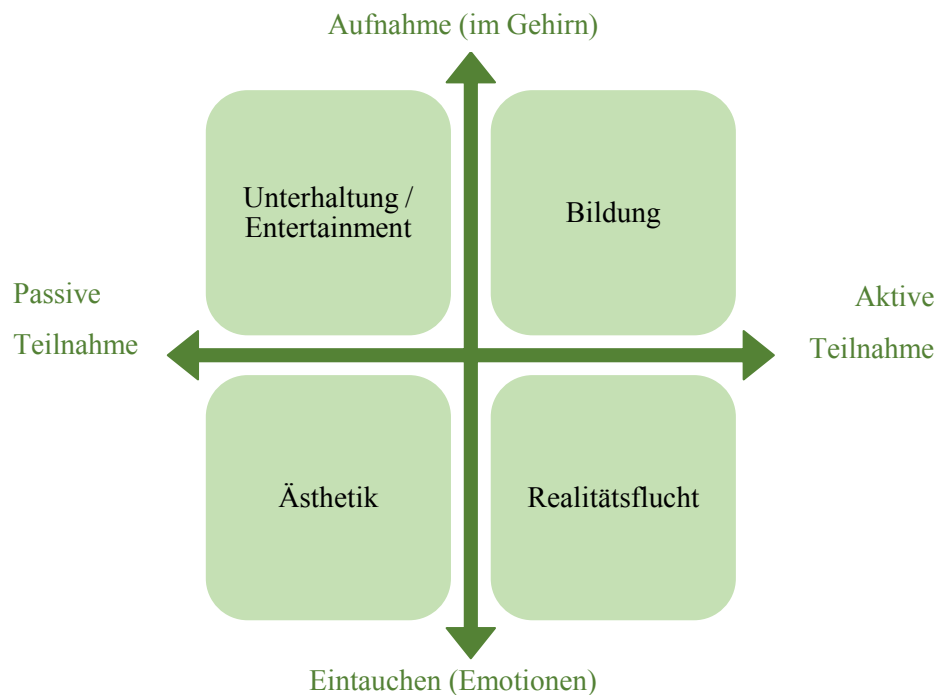 Aufnahme (im Gehirn)
Unterhaltung /
Entertainment
Bildung
Passive
Teilnahme
Aktive
Teilnahme
Ästhetik
Realitätsflucht
Eintauchen (Emotionen)